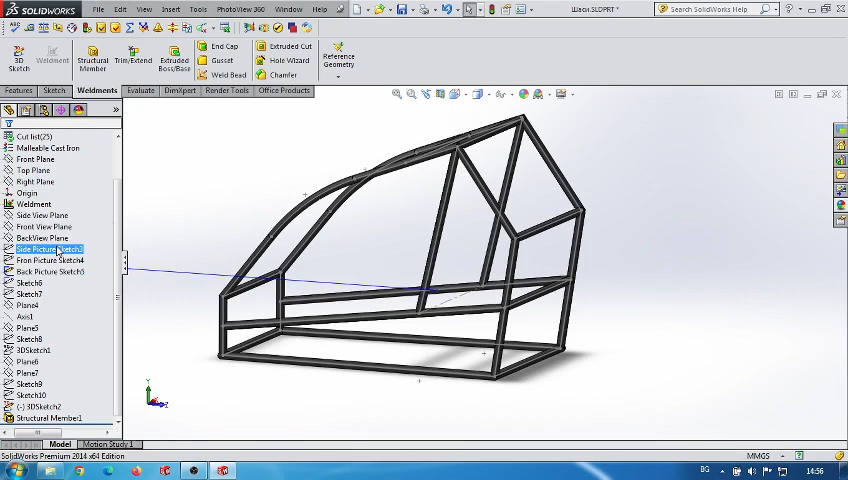 SOLIDWORKS File Edit View Insert Tools PhotoView 360 Window Help Шаси.SLDPRT * Search SolidWorks Help
3D Sketch
Weldment
Structural Member
Trim/Extend
Extruded Boss/Base
End Cap
Gusset
Weld Bead
Extruded Cut
Hole Wizard
Chamfer
Reference Geometry
Features Sketch Weldments Evaluate DimXpert Render Tools Office Products
Cut list(25)
Malleable Cast Iron
Front Plane
Top Plane
Right Plane
Origin
Weldment
Side View Plane
Front View Plane
BackView Plane
Side Picture Sketch3
Fron Picture Sketch4
Back Picture Sketch5
Sketch6
Sketch7
Plane4
Axis1
Plane5
Sketch8
3DSketch1
Plane6
Plane7
Sketch9
Sketch10
(-) 3DSketch2
Structural Member1
Y
Z
Model Motion Study 1
SolidWorks Premium 2014 x64 Edition MMGS
BG 14:56